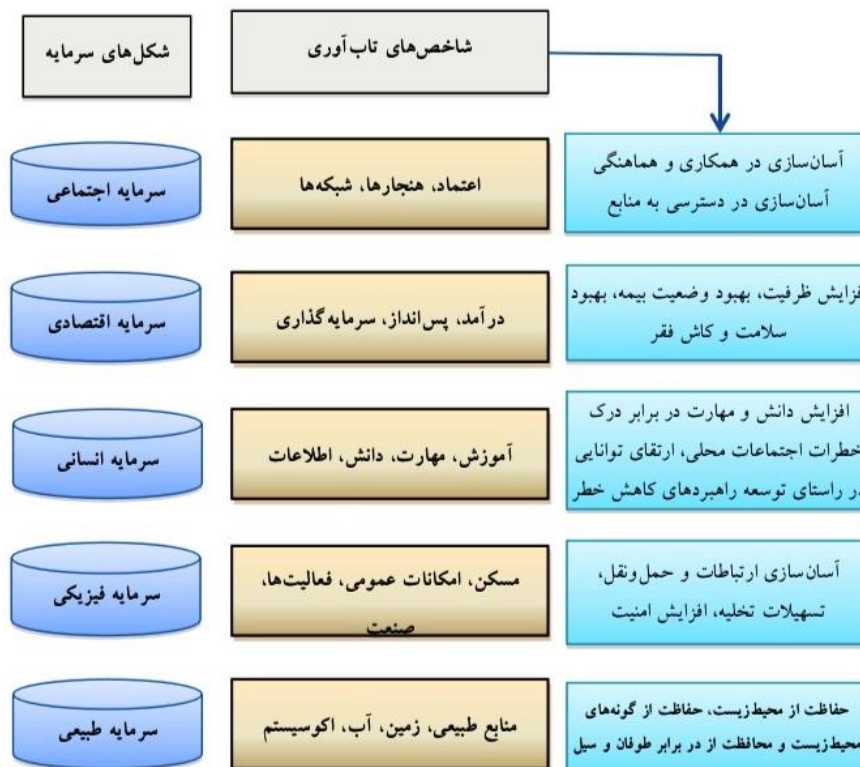 شکل‌های سرمایه
شاخص‌های تاب‌آوری
سرمایه اجتماعی
اعتماد، هنجارها، شبکه‌ها
آسان‌سازی در همکاری و هماهنگی
آسان‌سازی در دسترسی به منابع
سرمایه اقتصادی
درآمد، پس‌انداز، سرمایه‌گذاری
فزایش ظرفیت، بهبود وضعیت بیمه، بهبود
سلامت و کاش فقر
سرمایه انسانی
آموزش، مهارت، دانش، اطلاعات
افزایش دانش و مهارت در برابر درک
خطرات اجتماعات محلی، ارتقای توانایی
در راستای توسعه راهبردهای کاهش خطر
سرمایه فیزیکی
مسکن، امکانات عمومی، فعالیت‌ها،
صنعت
آسان‌سازی ارتباطات و حمل‌ونقل،
تسهیلات تخلیه، افزایش امنیت
سرمایه طبیعی
منابع طبیعی، زمین، آب، اکوسیستم
حفاظت از محیط‌زیست، حفاظت از گونه‌های
محیط‌زیست و محافظت از در برابر طوفان و سیل